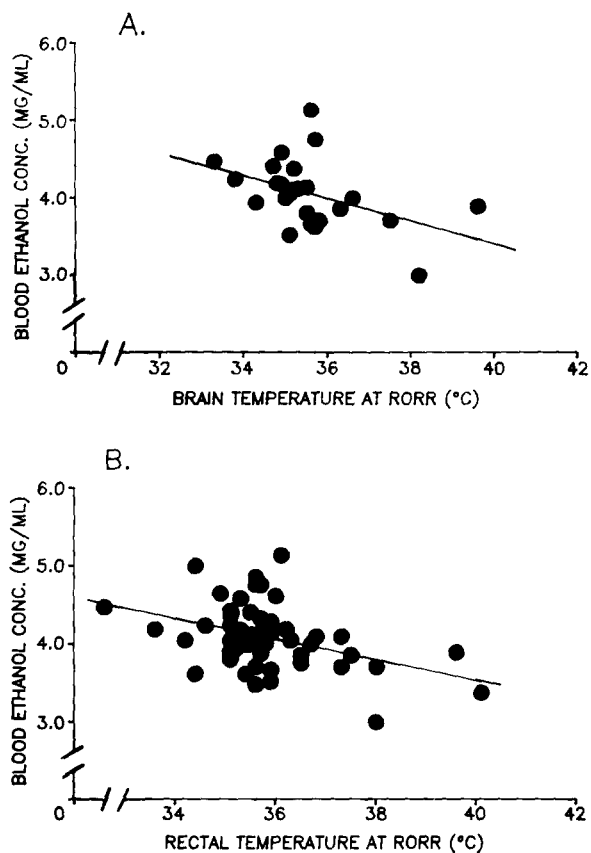 A.
6.0
5.0
4.0
3.0
0
BLOOD ETHANOL CONC. (MG/ML)
32 34 36 38 40 42
BRAIN TEMPERATURE AT RORR (°C)
B.
6.0
5.0
4.0
3.0
0
BLOOD ETHANOL CONC. (MG/ML)
34 36 38 40 42
RECTAL TEMPERATURE AT RORR (°C)